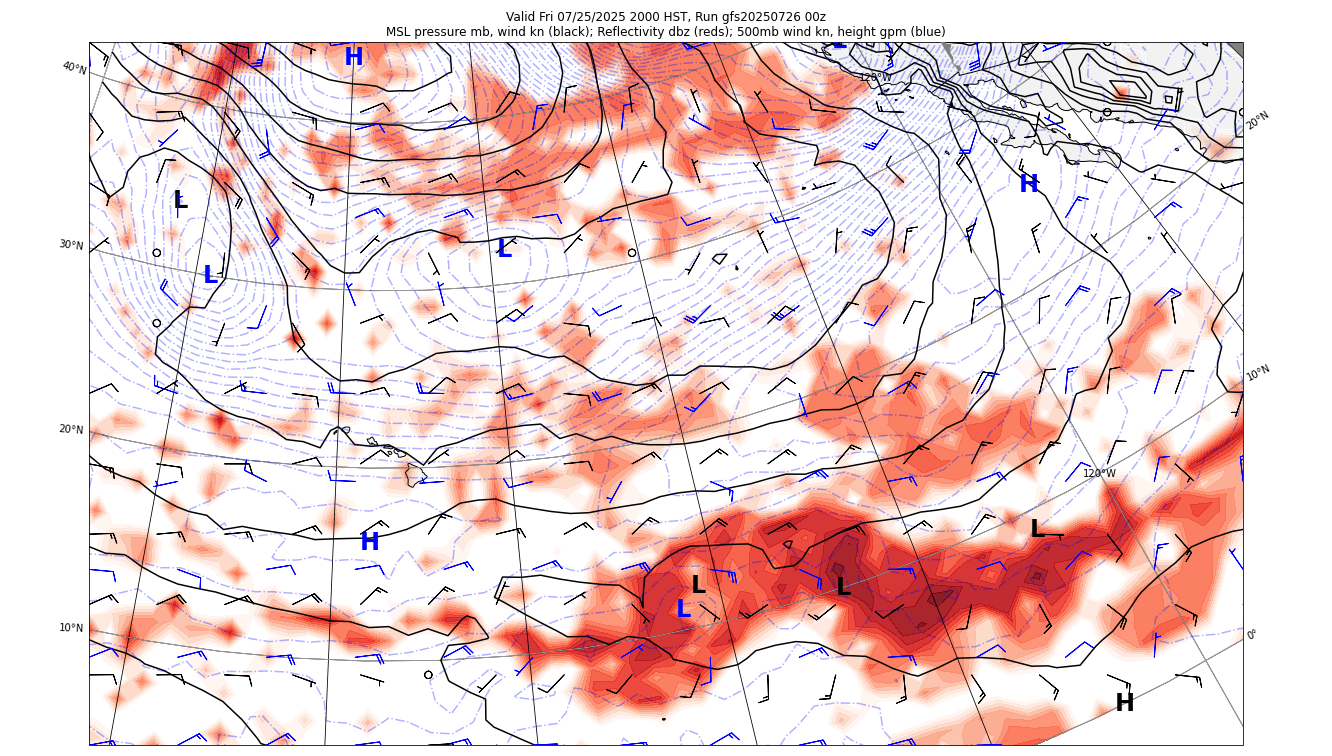 Valid Fri 07/25/2025 2000 HST, Run gfs20250726 00z
MSL pressure mb, wind kn (black); Reflectivity dbz (reds); 500mb wind kn, height gpm (blue)
L
H
40°N
120°W
20°N
H
L
30°N
L
L
10°N
20°N
120°W
L
H
L
L
L
10°N
0°
H